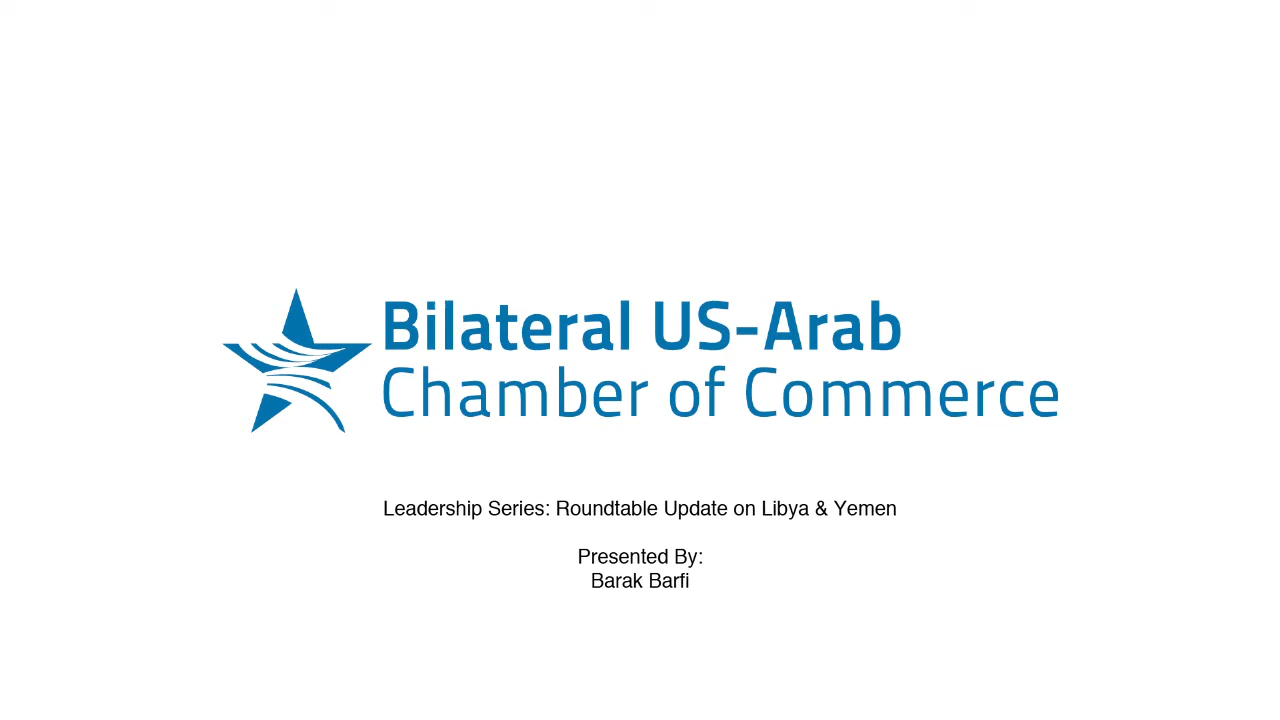 Bilateral US-Arab
Chamber of Commerce
Leadership Series: Roundtable Update on Libya & Yemen
Presented By:
Barak Barfi